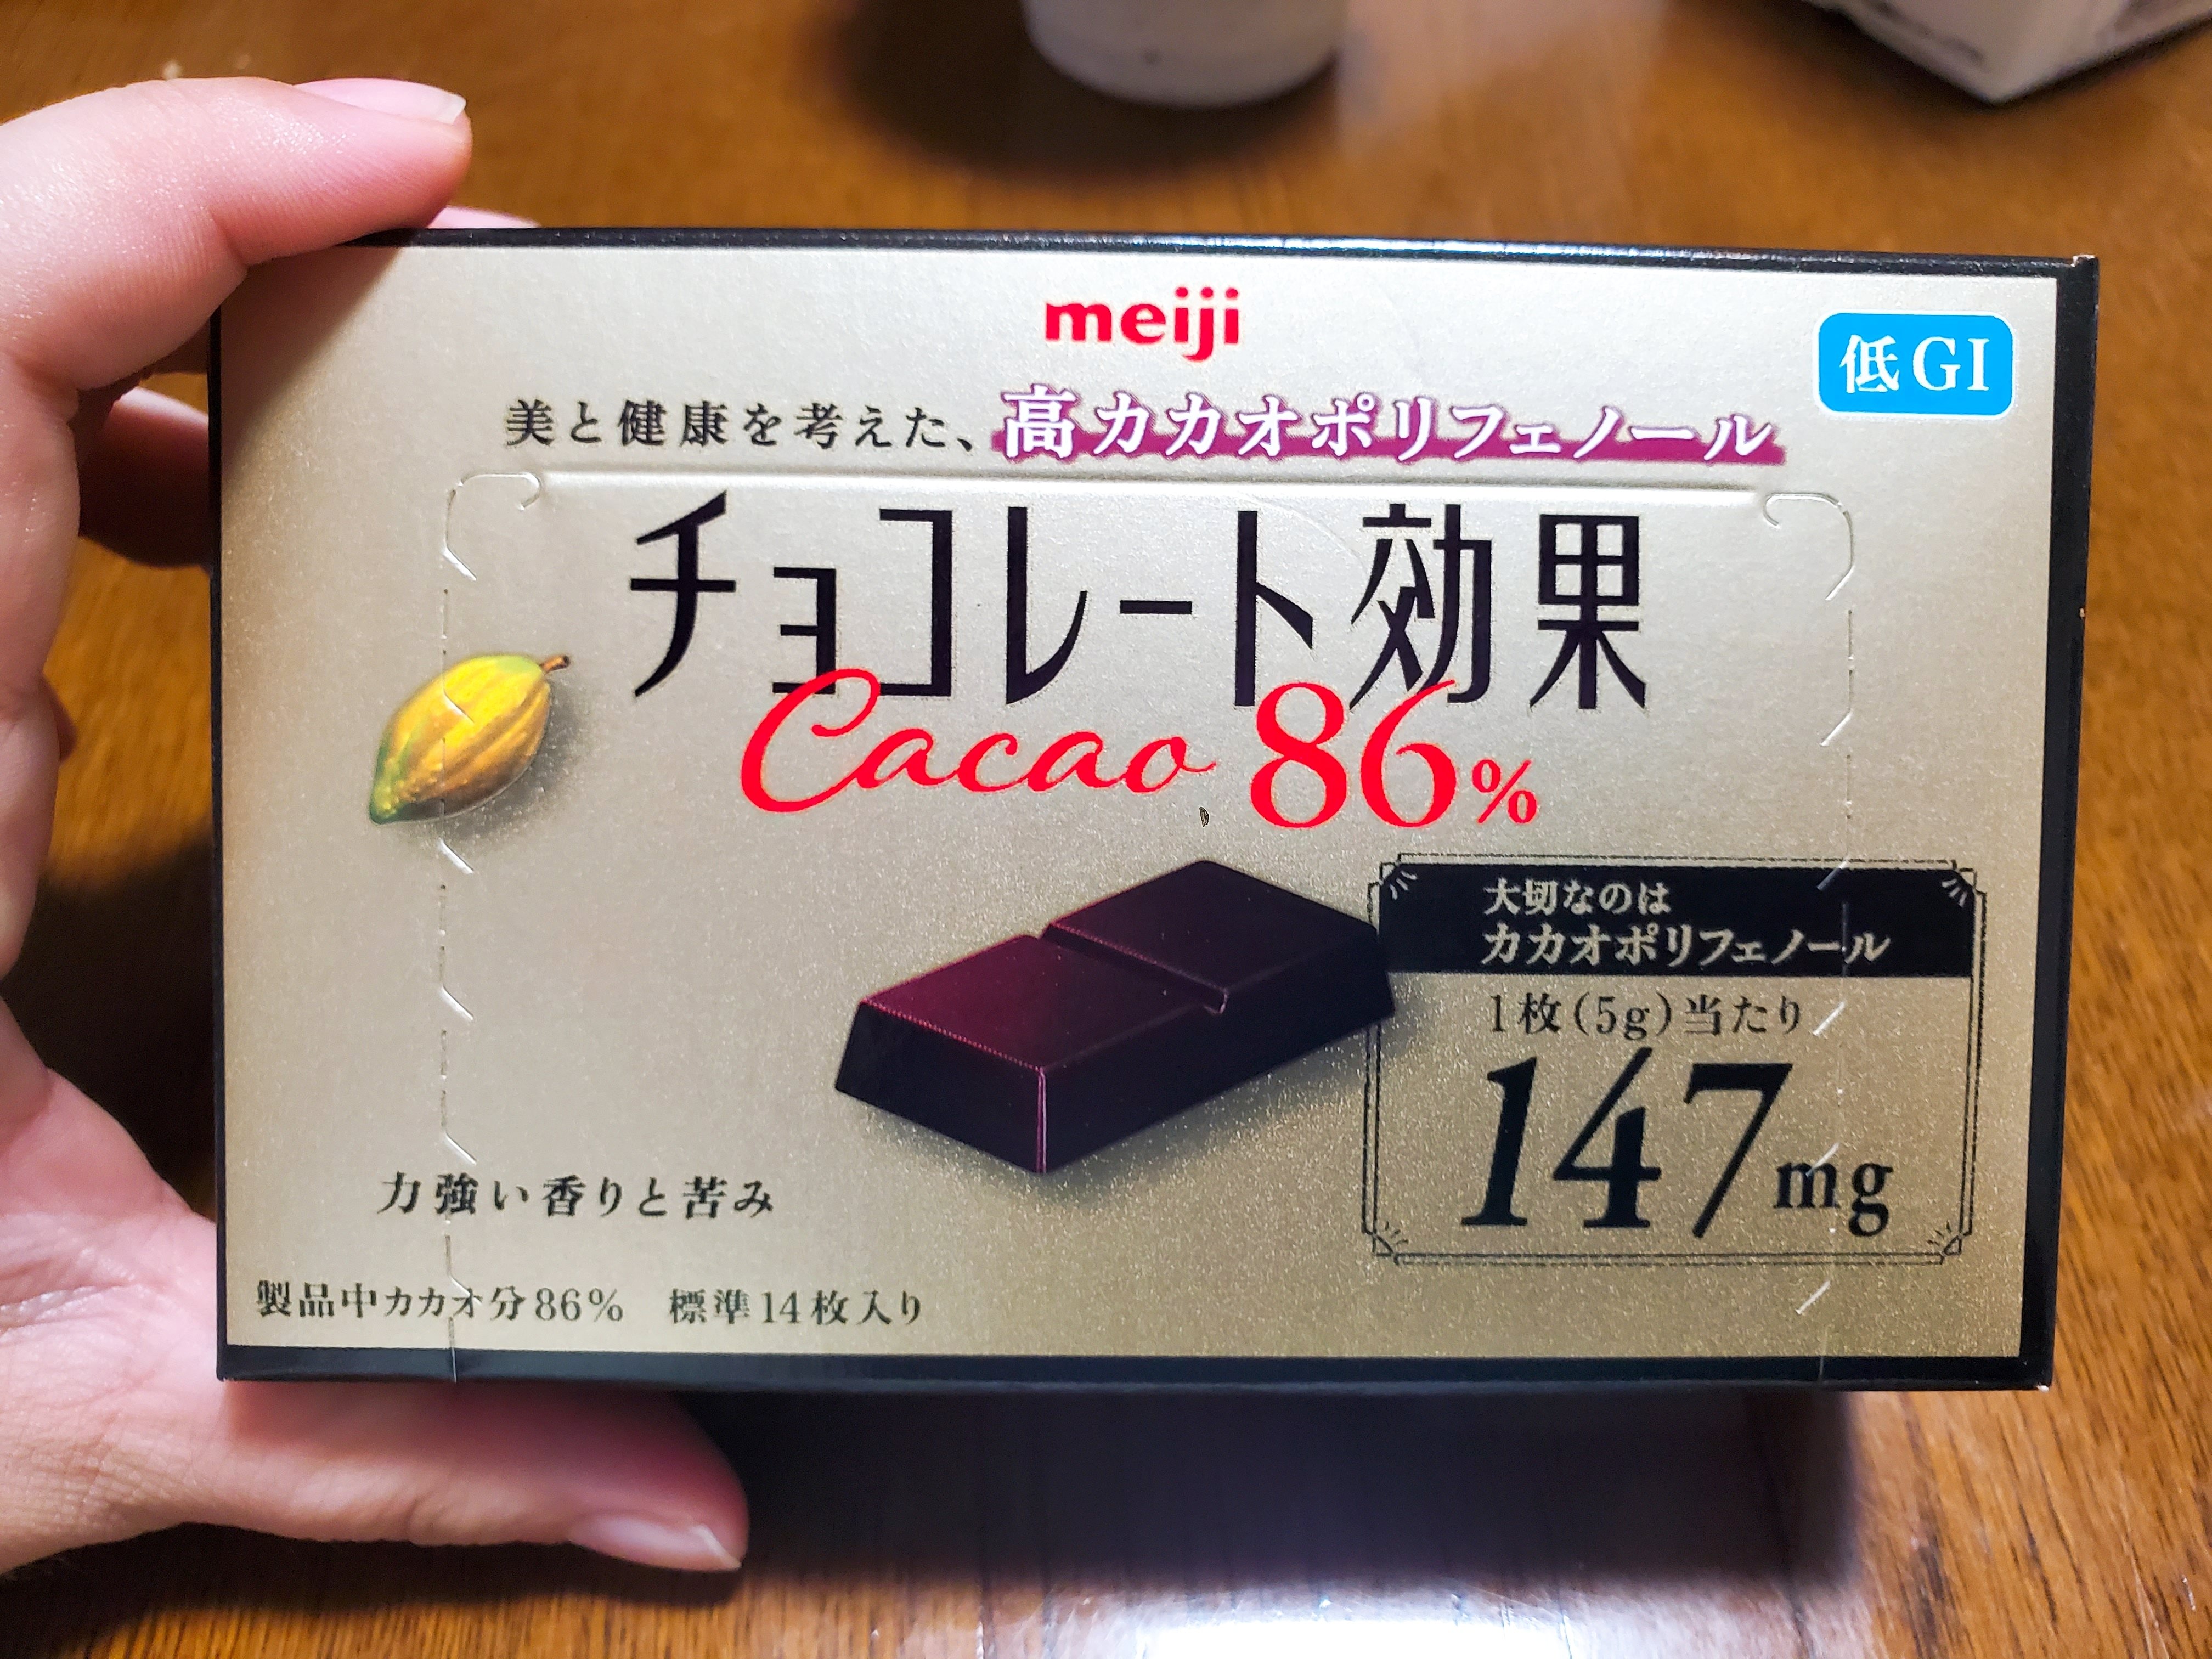 meiji
低GI
美と健康を考えた、高カカオポリフェノール
チョコレート効果
Cacao 86%
大切なのは
カカオポリフェノール
1枚(5g)当たり
147mg
力強い香りと苦み
製品中カカオ分86% 標準14枚入り